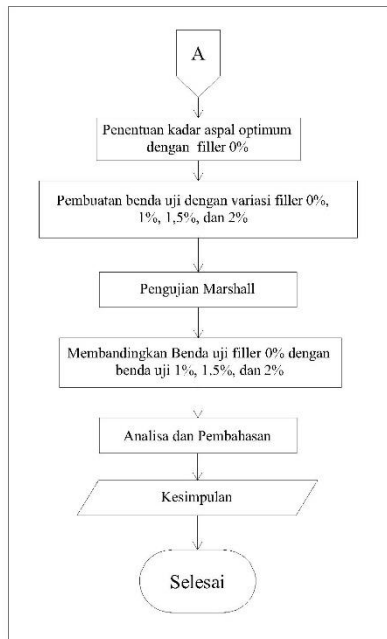 A
Penentuan kadar aspal optimum
dengan filler 0%
Pembuatan benda uji dengan variasi filler 0%,
1%, 1,5%, dan 2%
Pengujian Marshall
Membandingkan Benda uji filler 0% dengan
benda uji 1%, 1.5%, dan 2%
Analisa dan Pembahasan
Kesimpulan
Selesai